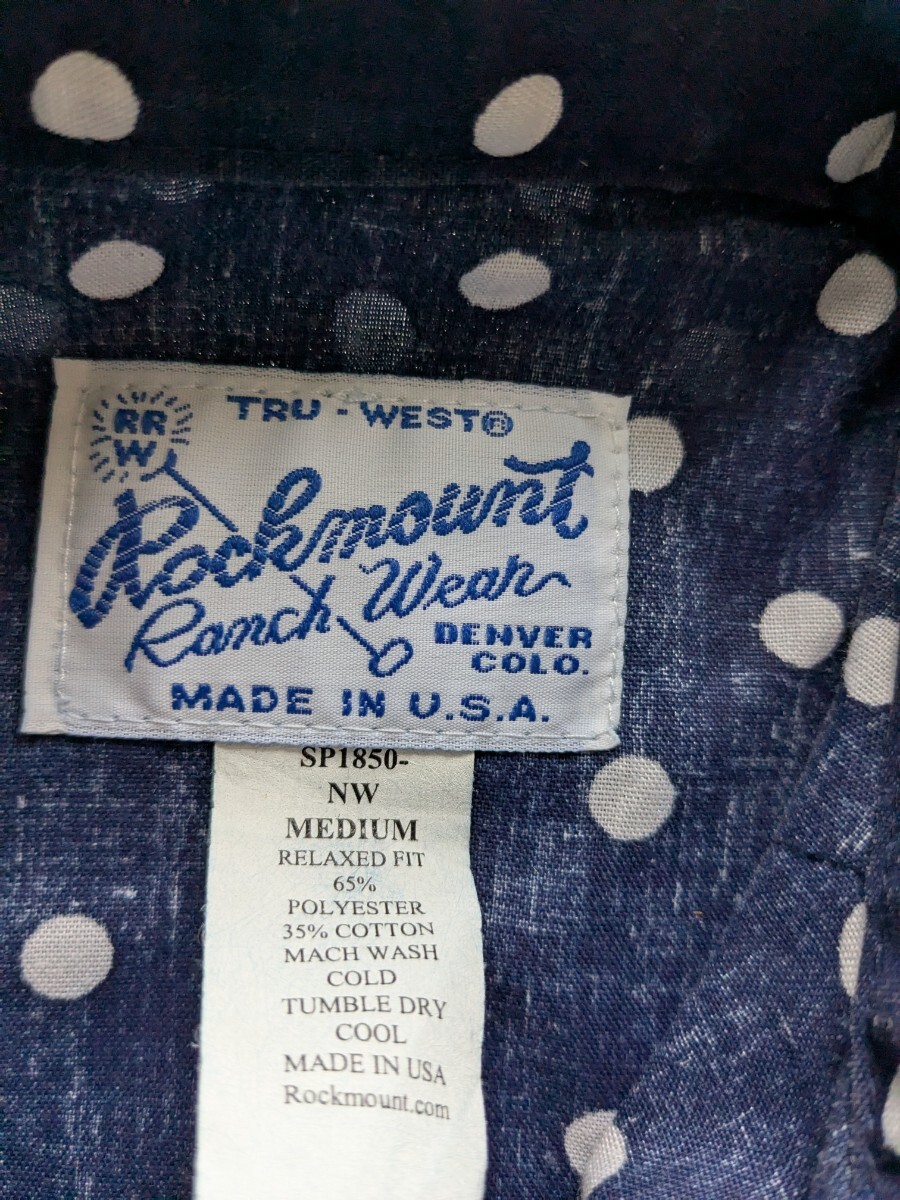 RR
W
TRU - WEST®
Rockmount
Ranch Wear
DENVER
COLO.
MADE IN U.S.A.
SP1850-
NW
MEDIUM
RELAXED FIT
65%
POLYESTER
35% COTTON
MACH WASH
COLD
TUMBLE DRY
COOL
MADE IN USA
Rockmount.com